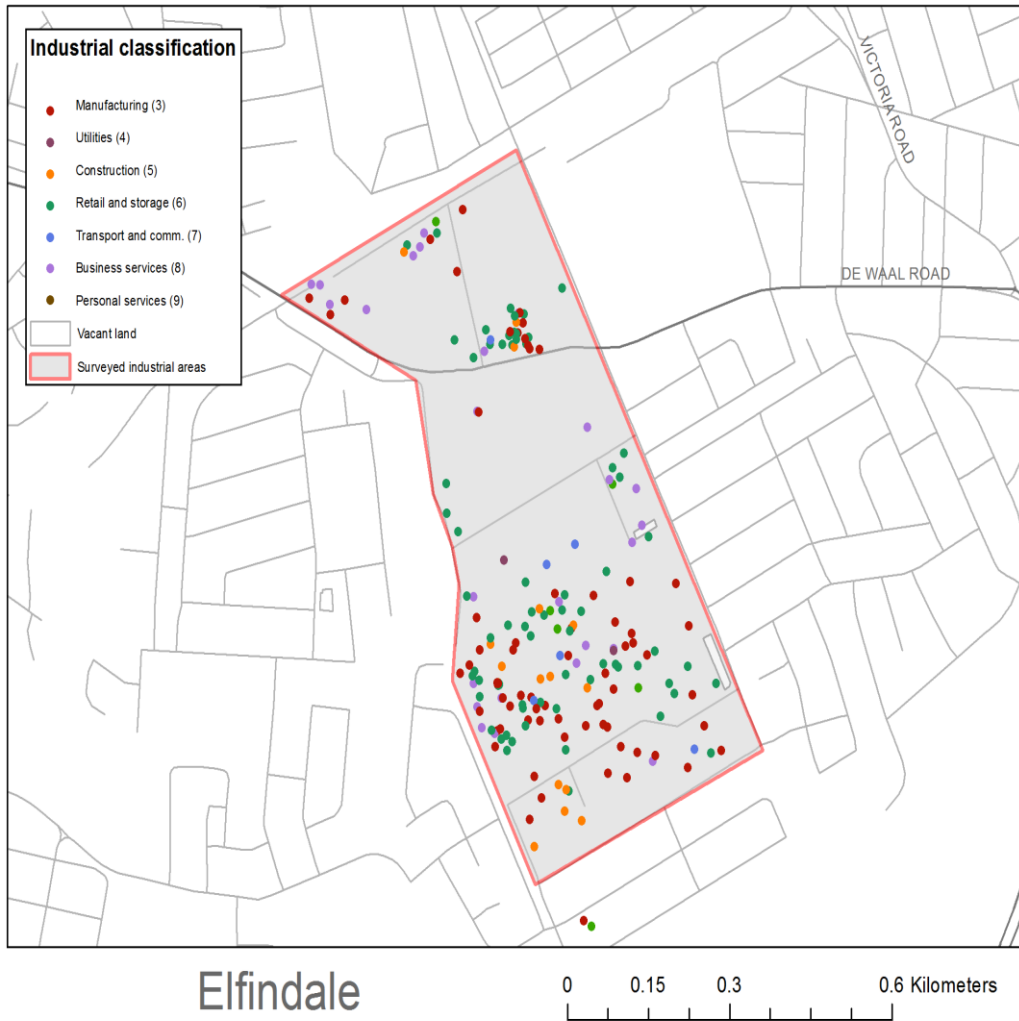 Industrial classification
Manufacturing (3)
Utilities (4)
Construction (5)
Retail and storage (6)
Transport and comm. (7)
Business services (8)
Personal services (9)
Vacant land
Surveyed industrial areas
VICTORIA ROAD
DE WAAL ROAD
Elfindale
0 0.15 0.3 0.6 Kilometers